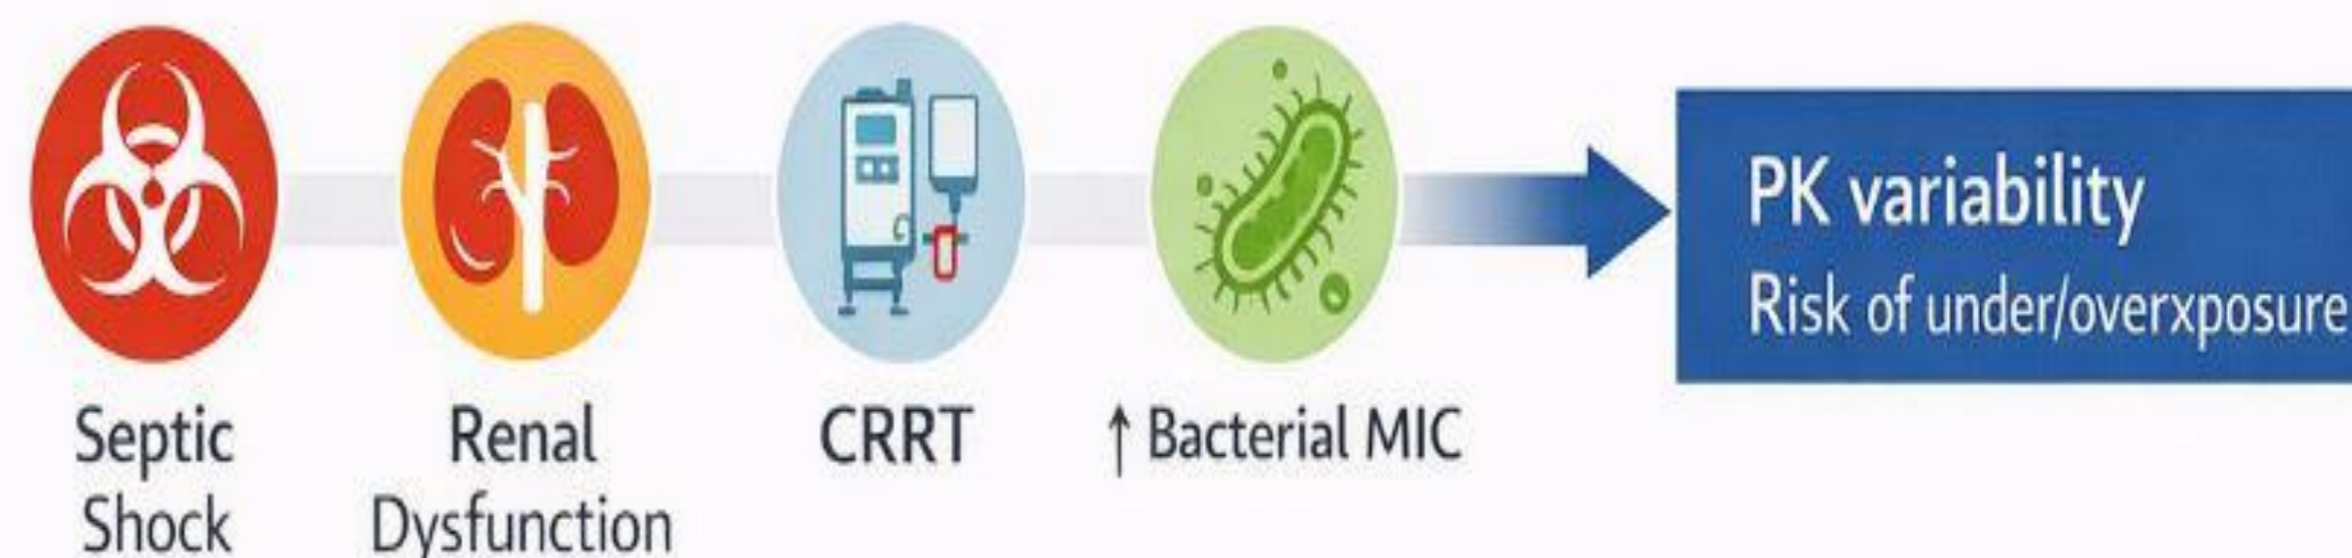 Septic
Shock
Renal
Dysfunction
CRRT
↑ Bacterial MIC
PK variability
Risk of under/overxposure